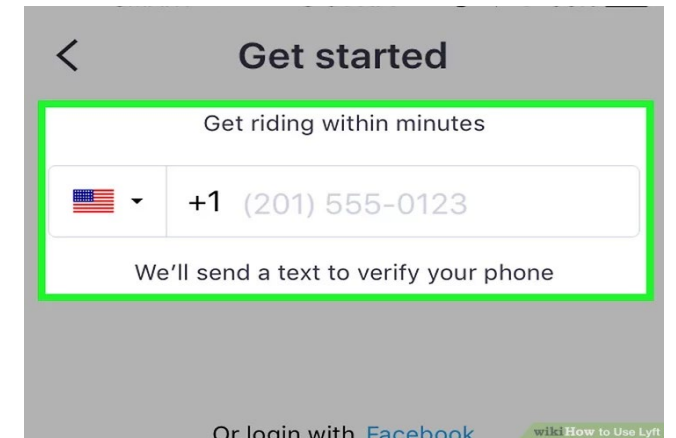 Get started
Get riding within minutes
+1 (201) 555-0123
We'll send a text to verify your phone
Or login with Facebook
wikiHow to Use Lyft